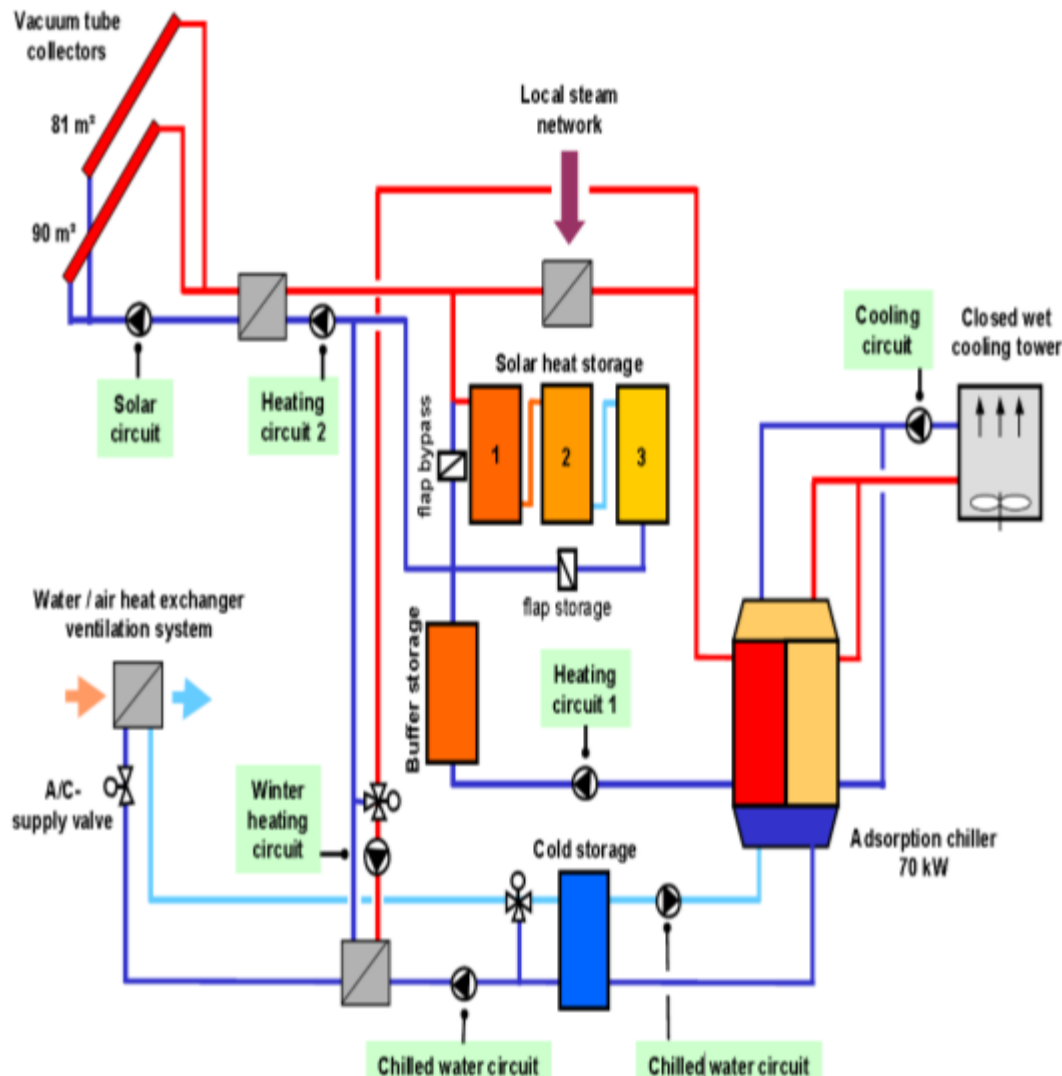 Vacuum tube
collectors
81 m²
90 m²
Local steam
network
Solar
circuit
Heating
circuit 2
Solar heat storage
1
2
3
flap bypass
flap storage
Cooling
circuit
Closed wet
cooling tower
Water / air heat exchanger
ventilation system
Buffer storage
Heating
circuit 1
A/C-
supply valve
Winter
heating
circuit
Cold storage
Adsorption chiller
70 kW
Chilled water circuit
Chilled water circuit